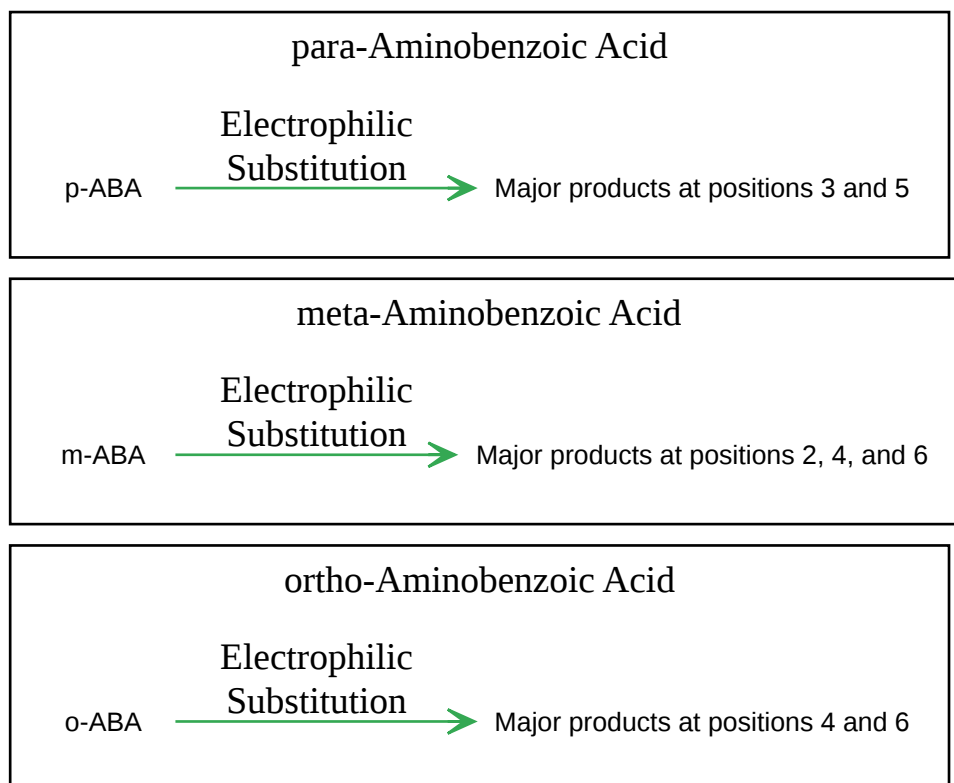 para-Aminobenzoic Acid
Electrophilic
Substitution
p-ABA
Major products at positions 3 and 5
meta-Aminobenzoic Acid
Electrophilic
Substitution
m-ABA
Major products at positions 2, 4, and 6
ortho-Aminobenzoic Acid
Electrophilic
Substitution
o-ABA
Major products at positions 4 and 6